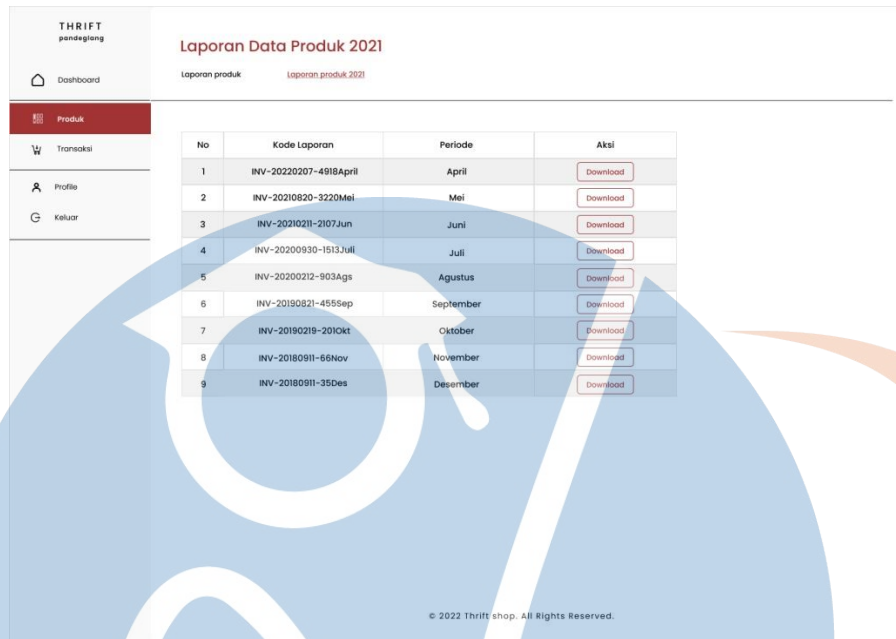 THRIFT
pandeglang
Dashboard
Produk
Transaksi
Profile
Keluar
Laporan Data Produk 2021
Laporan produk Laporan produk 2021
No Kode Laporan Periode Aksi
1 INV-20220207-4918April April Download
2 INV-20210820-3220Mei Mei Download
3 INV-20210211-2107Jun Juni Download
4 INV-20200930-1513Juli Juli Download
5 INV-20200212-903Ags Agustus Download
6 INV-20190821-455Sep September Download
7 INV-20190219-201Okt Oktober Download
8 INV-20180911-66Nov November Download
9 INV-20180911-35Des Desember Download
© 2022 Thrift shop. All Rights Reserved.